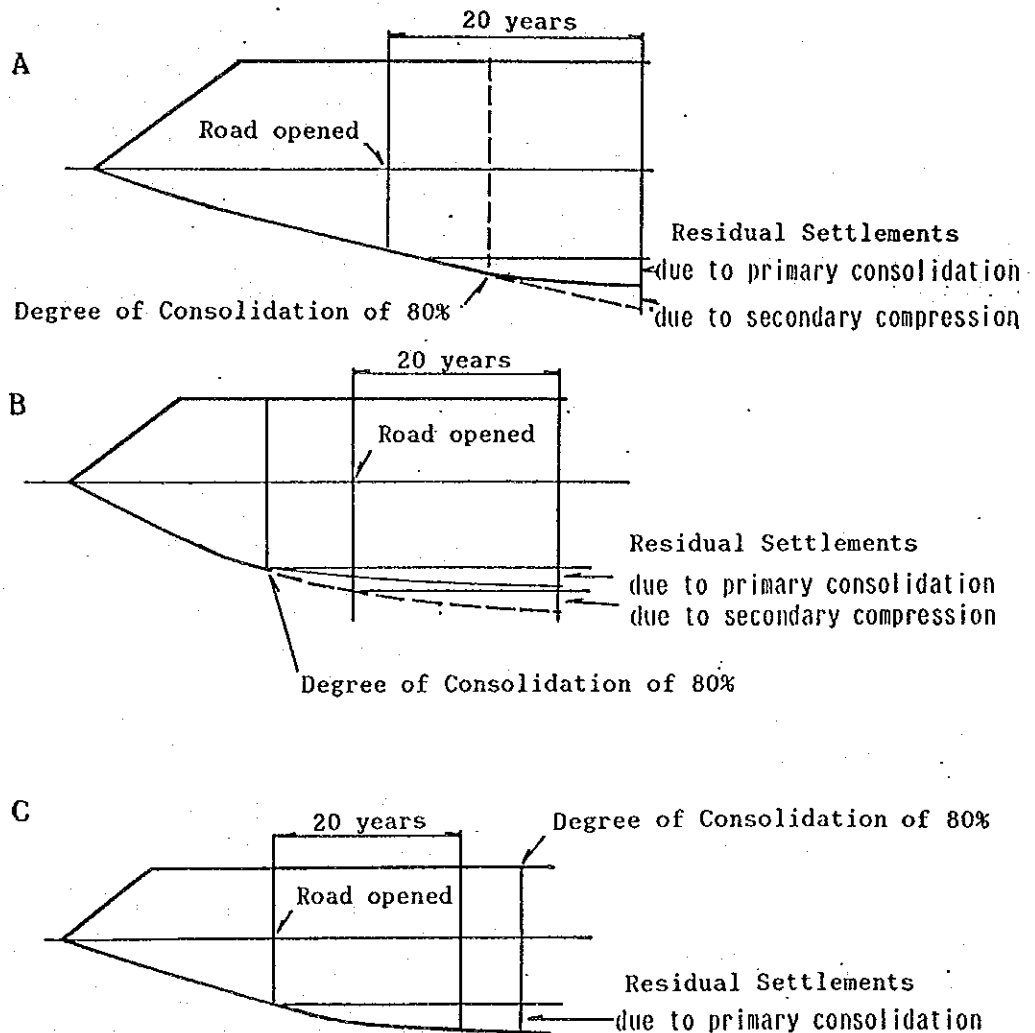 20 years
A
Road opened
Residual Settlements
due to primary consolidation
Degree of Consolidation of 80%
due to secondary compression
20 years
B
Road opened
Residual Settlements
due to primary consolidation
due to secondary compression
Degree of Consolidation of 80%
C
20 years
Degree of Consolidation of 80%
Road opened
Residual Settlements
due to primary consolidation